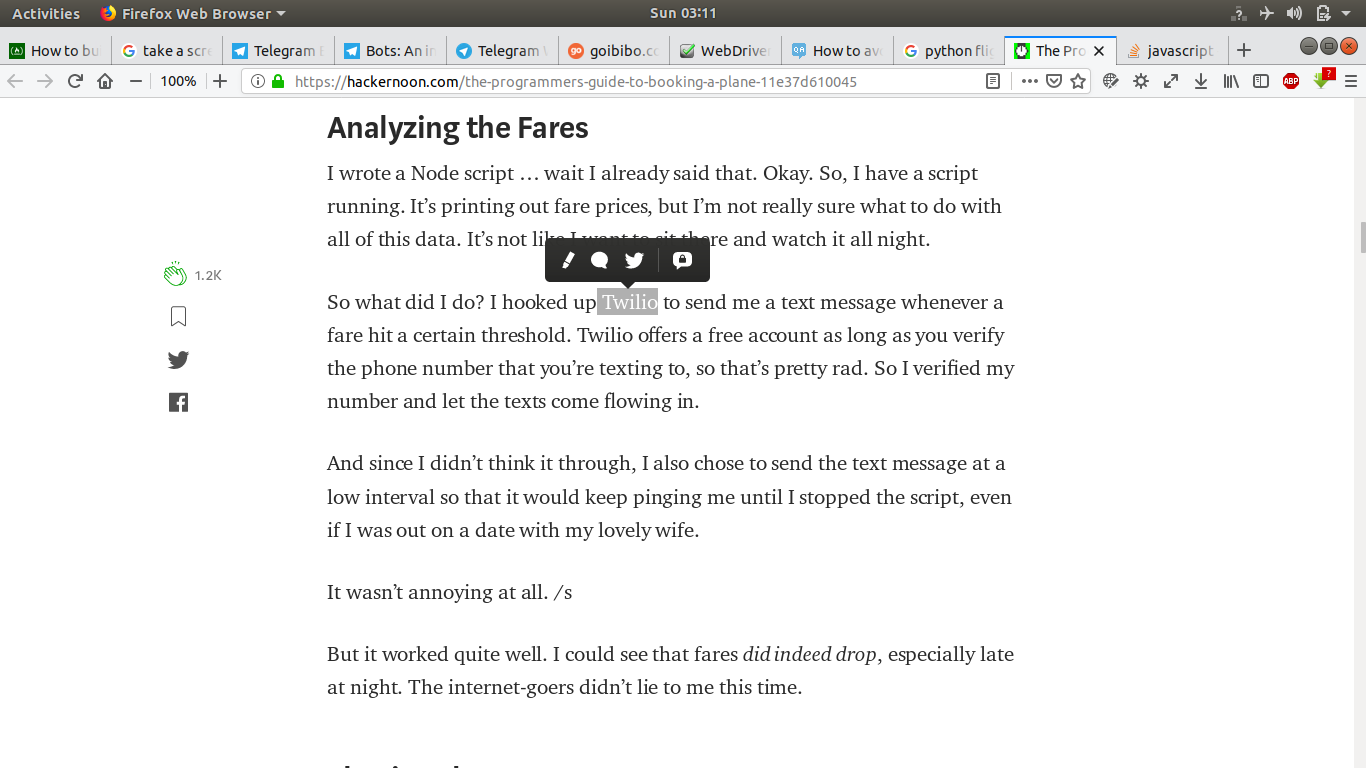 Activities Firefox Web Browser Sun 03:11
How to bu take a scre Telegram Bots: An in Telegram goibibo.co WebDriver How to avo python flig The Pro javascript
100% https://hackernoon.com/the-programmers-guide-to-booking-a-plane-11e37d610045 ABP ?
Analyzing the Fares
I wrote a Node script … wait I already said that. Okay. So, I have a script
running. It’s printing out fare prices, but I’m not really sure what to do with
all of this data. It’s not like I want to sit there and watch it all night.
1.2K
So what did I do? I hooked up Twilio to send me a text message whenever a
fare hit a certain threshold. Twilio offers a free account as long as you verify
the phone number that you’re texting to, so that’s pretty rad. So I verified my
number and let the texts come flowing in.
And since I didn’t think it through, I also chose to send the text message at a
low interval so that it would keep pinging me until I stopped the script, even
if I was out on a date with my lovely wife.
It wasn’t annoying at all. /s
But it worked quite well. I could see that fares did indeed drop, especially late
at night. The internet-goers didn’t lie to me this time.